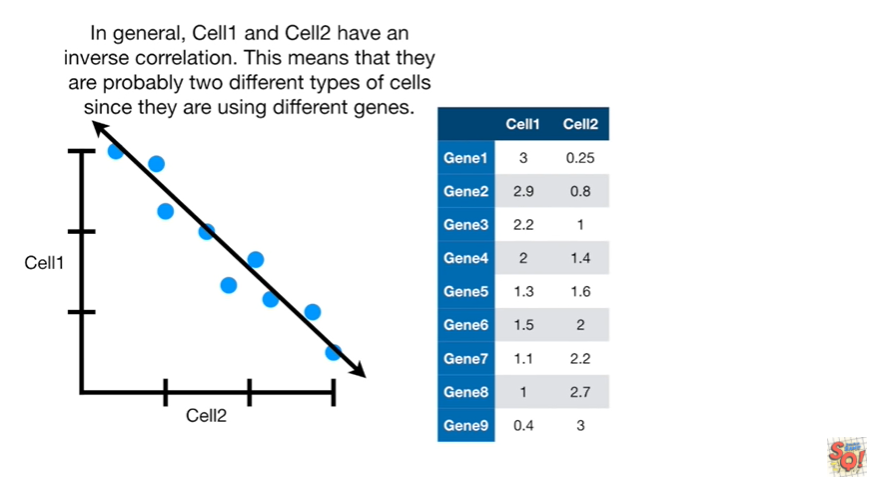 In general, Cell1 and Cell2 have an
inverse correlation. This means that they
are probably two different types of cells
since they are using different genes.
Cell1
Cell2
Cell1 Cell2
Gene1 3 0.25
Gene2 2.9 0.8
Gene3 2.2 1
Gene4 2 1.4
Gene5 1.3 1.6
Gene6 1.5 2
Gene7 1.1 2.2
Gene8 1 2.7
Gene9 0.4 3
SQ!